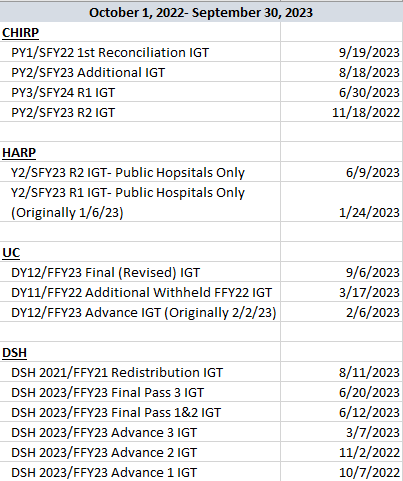 October 1, 2022- September 30, 2023
CHIRP
PY1/SFY22 1st Reconciliation IGT 9/19/2023
PY2/SFY23 Additional IGT 8/18/2023
PY3/SFY24 R1 IGT 6/30/2023
PY2/SFY23 R2 IGT 11/18/2022
HARP
Y2/SFY23 R2 IGT- Public Hopsitals Only 6/9/2023
Y2/SFY23 R1 IGT- Public Hospitals Only
(Originally 1/6/23) 1/24/2023
UC
DY12/FFY23 Final (Revised) IGT 9/6/2023
DY11/FFY22 Additional Withheld FFY22 IGT 3/17/2023
DY12/FFY23 Advance IGT (Originally 2/2/23) 2/6/2023
DSH
DSH 2021/FFY21 Redistribution IGT 8/11/2023
DSH 2023/FFY23 Final Pass 3 IGT 6/20/2023
DSH 2023/FFY23 Final Pass 1&2 IGT 6/12/2023
DSH 2023/FFY23 Advance 3 IGT 3/7/2023
DSH 2023/FFY23 Advance 2 IGT 11/2/2022
DSH 2023/FFY23 Advance 1 IGT 10/7/2022